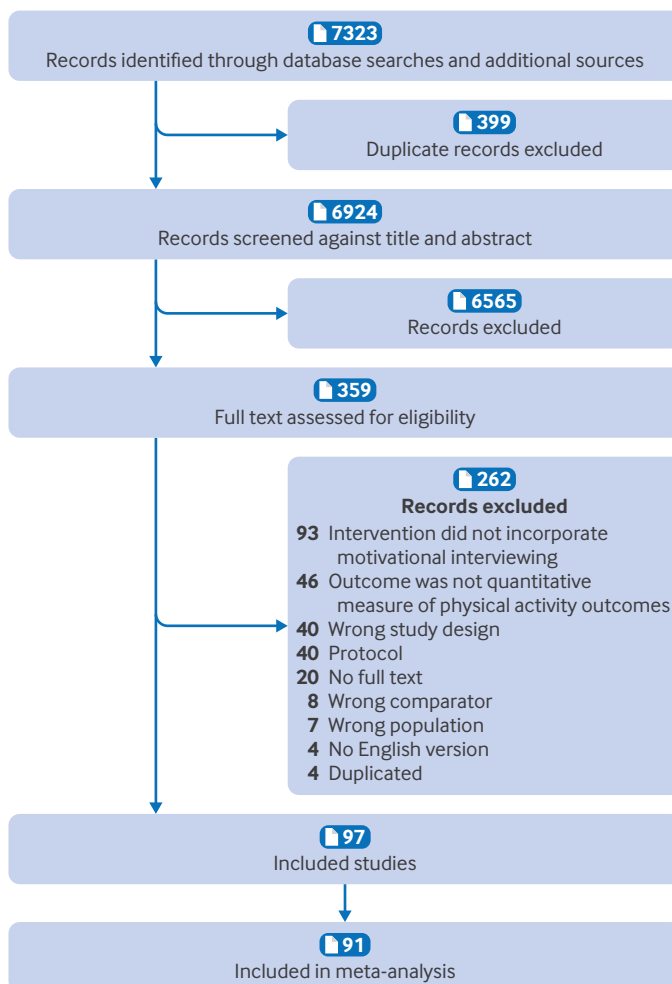 7323
Records identified through database searches and additional sources
399
Duplicate records excluded
6924
Records screened against title and abstract
6565
Records excluded
359
Full text assessed for eligibility
262
Records excluded
93 Intervention did not incorporate
motivational interviewing
46 Outcome was not quantitative
measure of physical activity outcomes
40 Wrong study design
40 Protocol
20 No full text
8 Wrong comparator
7 Wrong population
4 No English version
4 Duplicated
97
Included studies
91
Included in meta-analysis